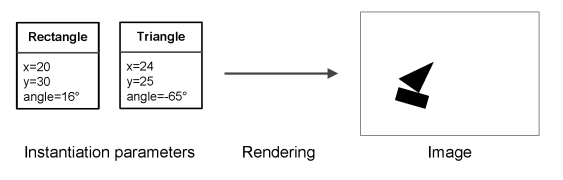 Rectangle
x=20
y=30
angle=16°
Triangle
x=24
y=25
angle=-65°
Instantiation parameters
Rendering
Image